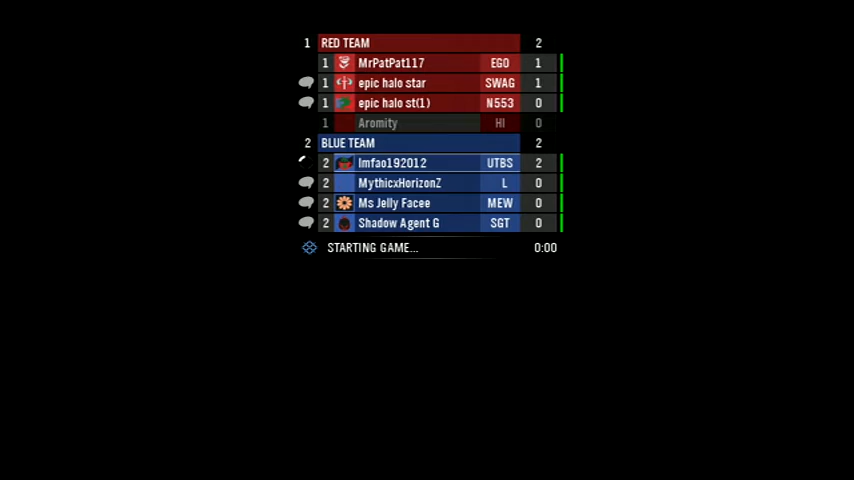 1 RED TEAM 2
1 MrPatPat117 EGO 1
1 epic halo star SWAG 1
1 epic halo st(1) N553 0
1 Aromity HI 0
2 BLUE TEAM 2
2 lmfao192012 UTBS 2
2 MythicxHorizonZ L 0
2 Ms Jelly Facee MEW 0
2 Shadow Agent G SGT 0
STARTING GAME... 0:00